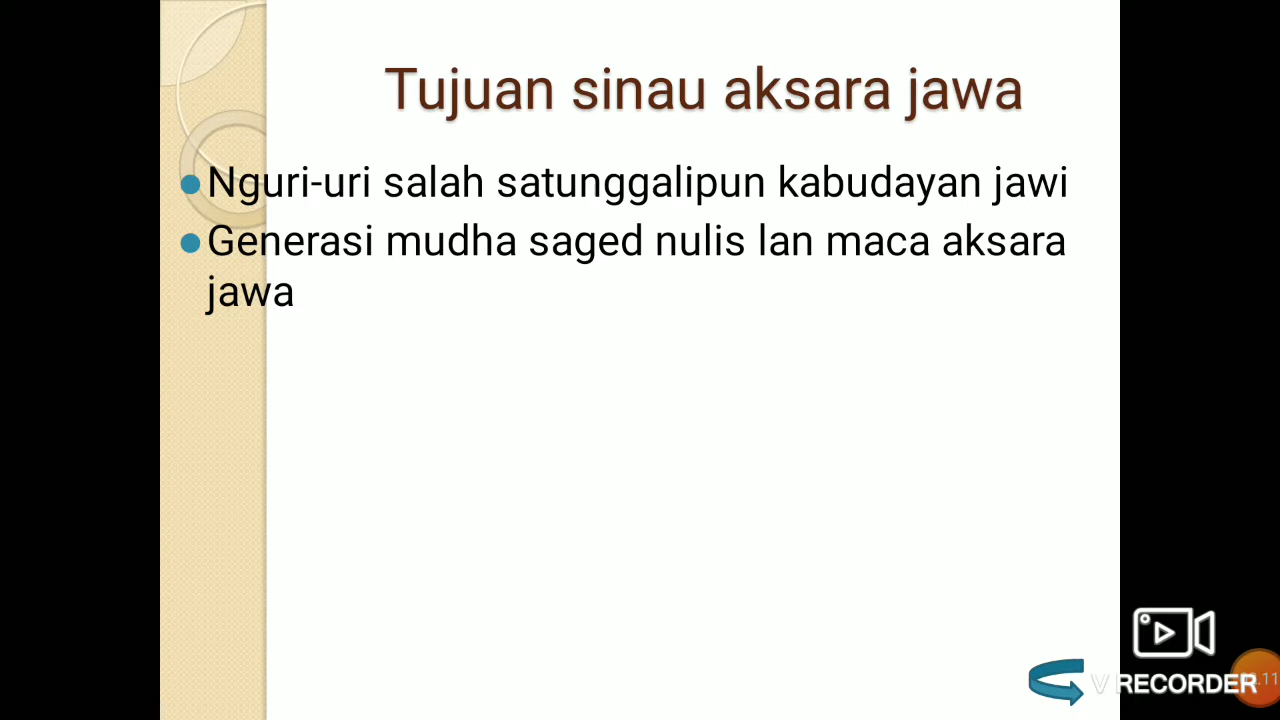 Tujuan sinau aksara jawa
Nguri-uri salah satunggalipun kabudayan jawi
Generasi mudha saged nulis lan maca aksara
jawa
V RECORDER